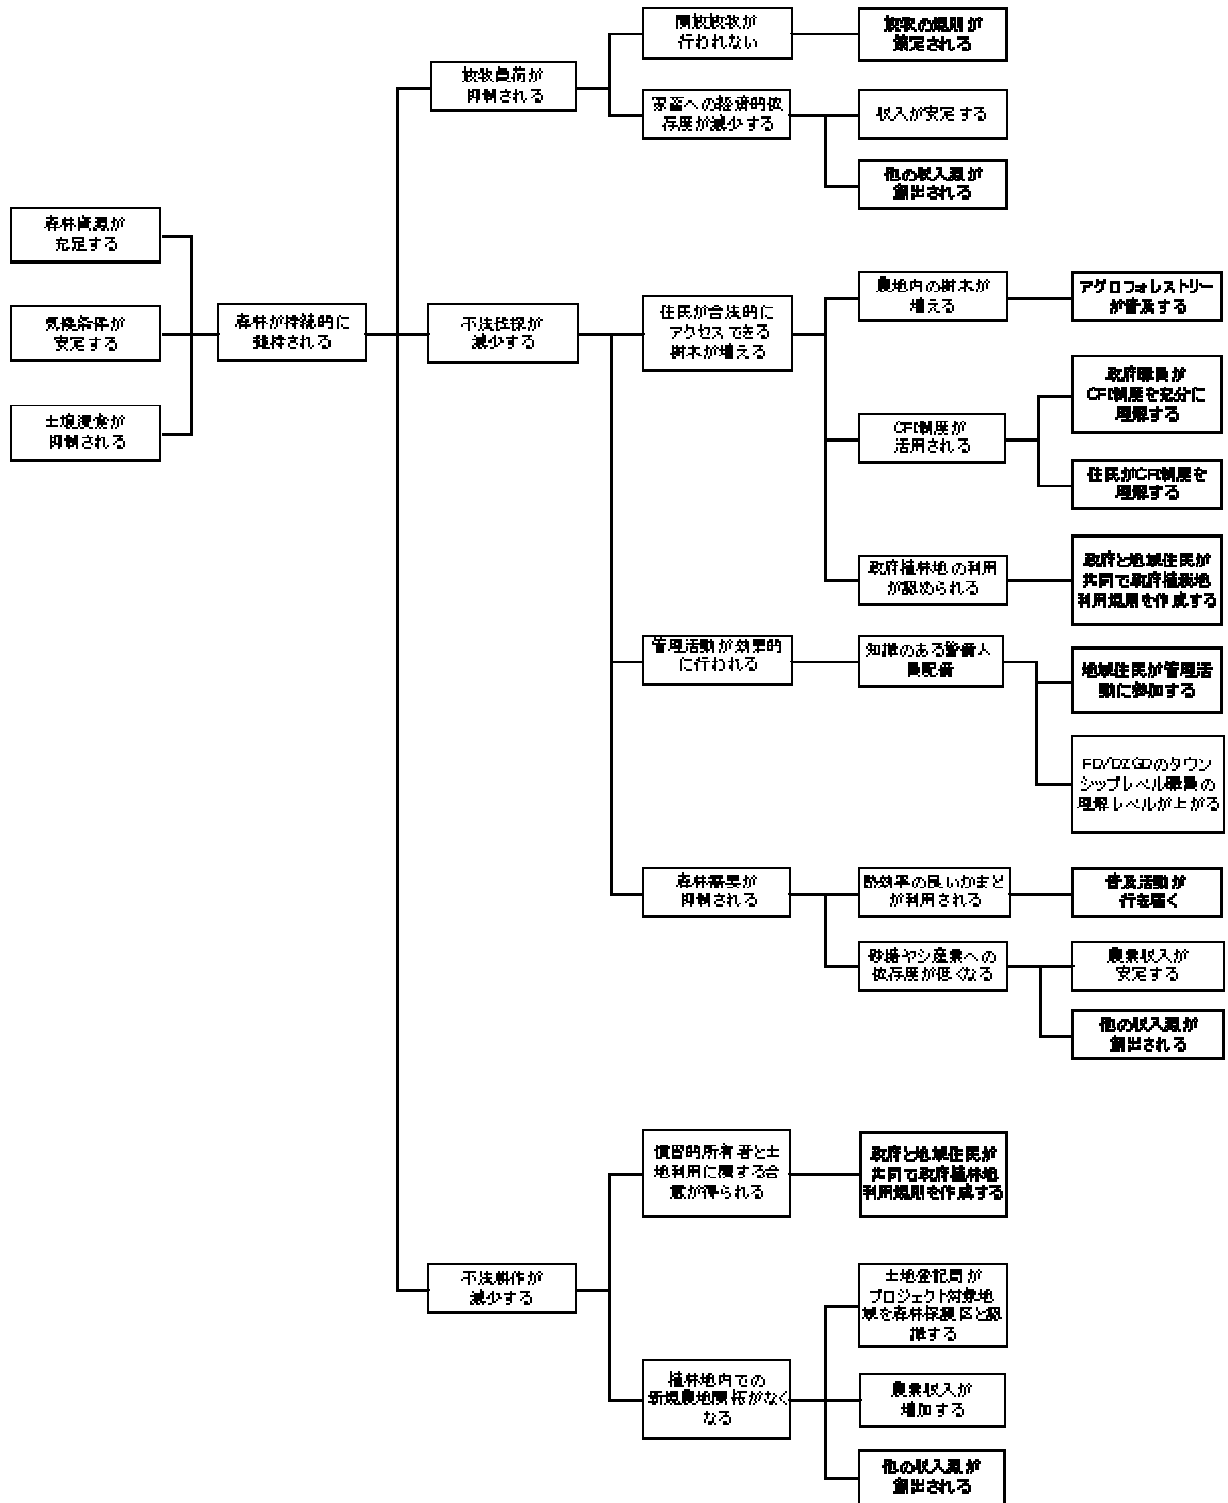 開放放牧が
行われない
放牧の規則が
策定される
放牧負荷が
抑制される
家畜への経済的依
存度が減少する
収入が安定する
他の収入源が
創出される
森林資源が
充足する
気候条件が
安定する
土壌浸食が
抑制される
森林が持続的に
維持される
不法伐採が
減少する
住民が合法的に
アクセスできる
樹木が増える
農地内の樹木が
増える
アグロフォレストリー
が普及する
CFI制度が
活用される
政府職員が
CFI制度を充分に
理解する
住民がCFI制度を
理解する
政府植林地の利用
が認められる
政府と地域住民が
共同で政府植林地
利用規則を作成する
管理活動が効果的
に行われる
知識のある警備人
員配備
地域住民が管理活
動に参加する
FD/DZGDのタウン
シップレベル職員の
理解レベルが上がる
森林需要が
抑制される
熱効率の良いかまど
が利用される
普及活動が
行き届く
砂糖ヤシ産業への
依存度が低くなる
農業収入が
安定する
他の収入源が
創出される
不法耕作が
減少する
慣習的所有者と土
地利用に関する合
意が得られる
政府と地域住民が
共同で政府植林地
利用規則を作成する
植林地内での
新規農地開拓がなく
なる
土地登記局が
プロジェクト対象地
域を森林保護区と認
識する
農業収入が
増加する
他の収入源が
創出される